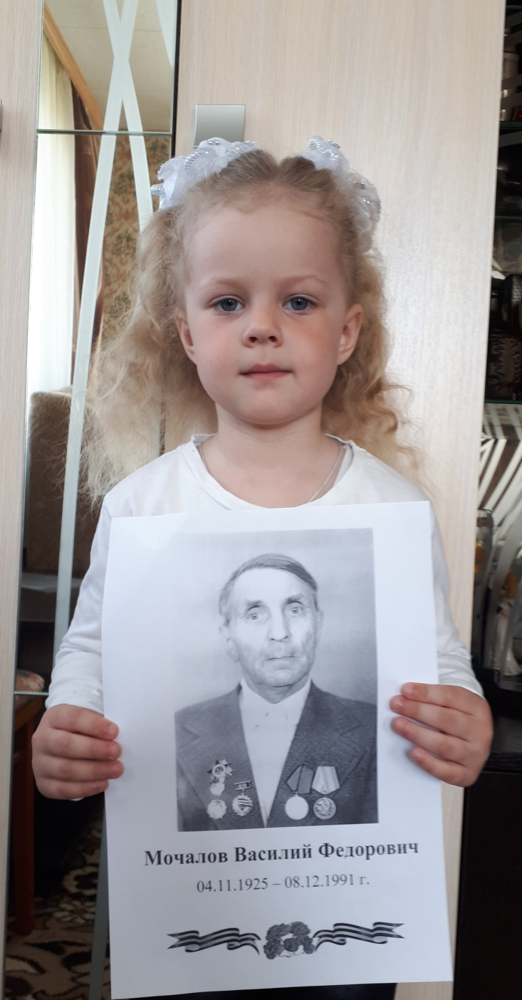 Мочалов Василий Федорович
04.11.1925 – 08.12.1991 г.